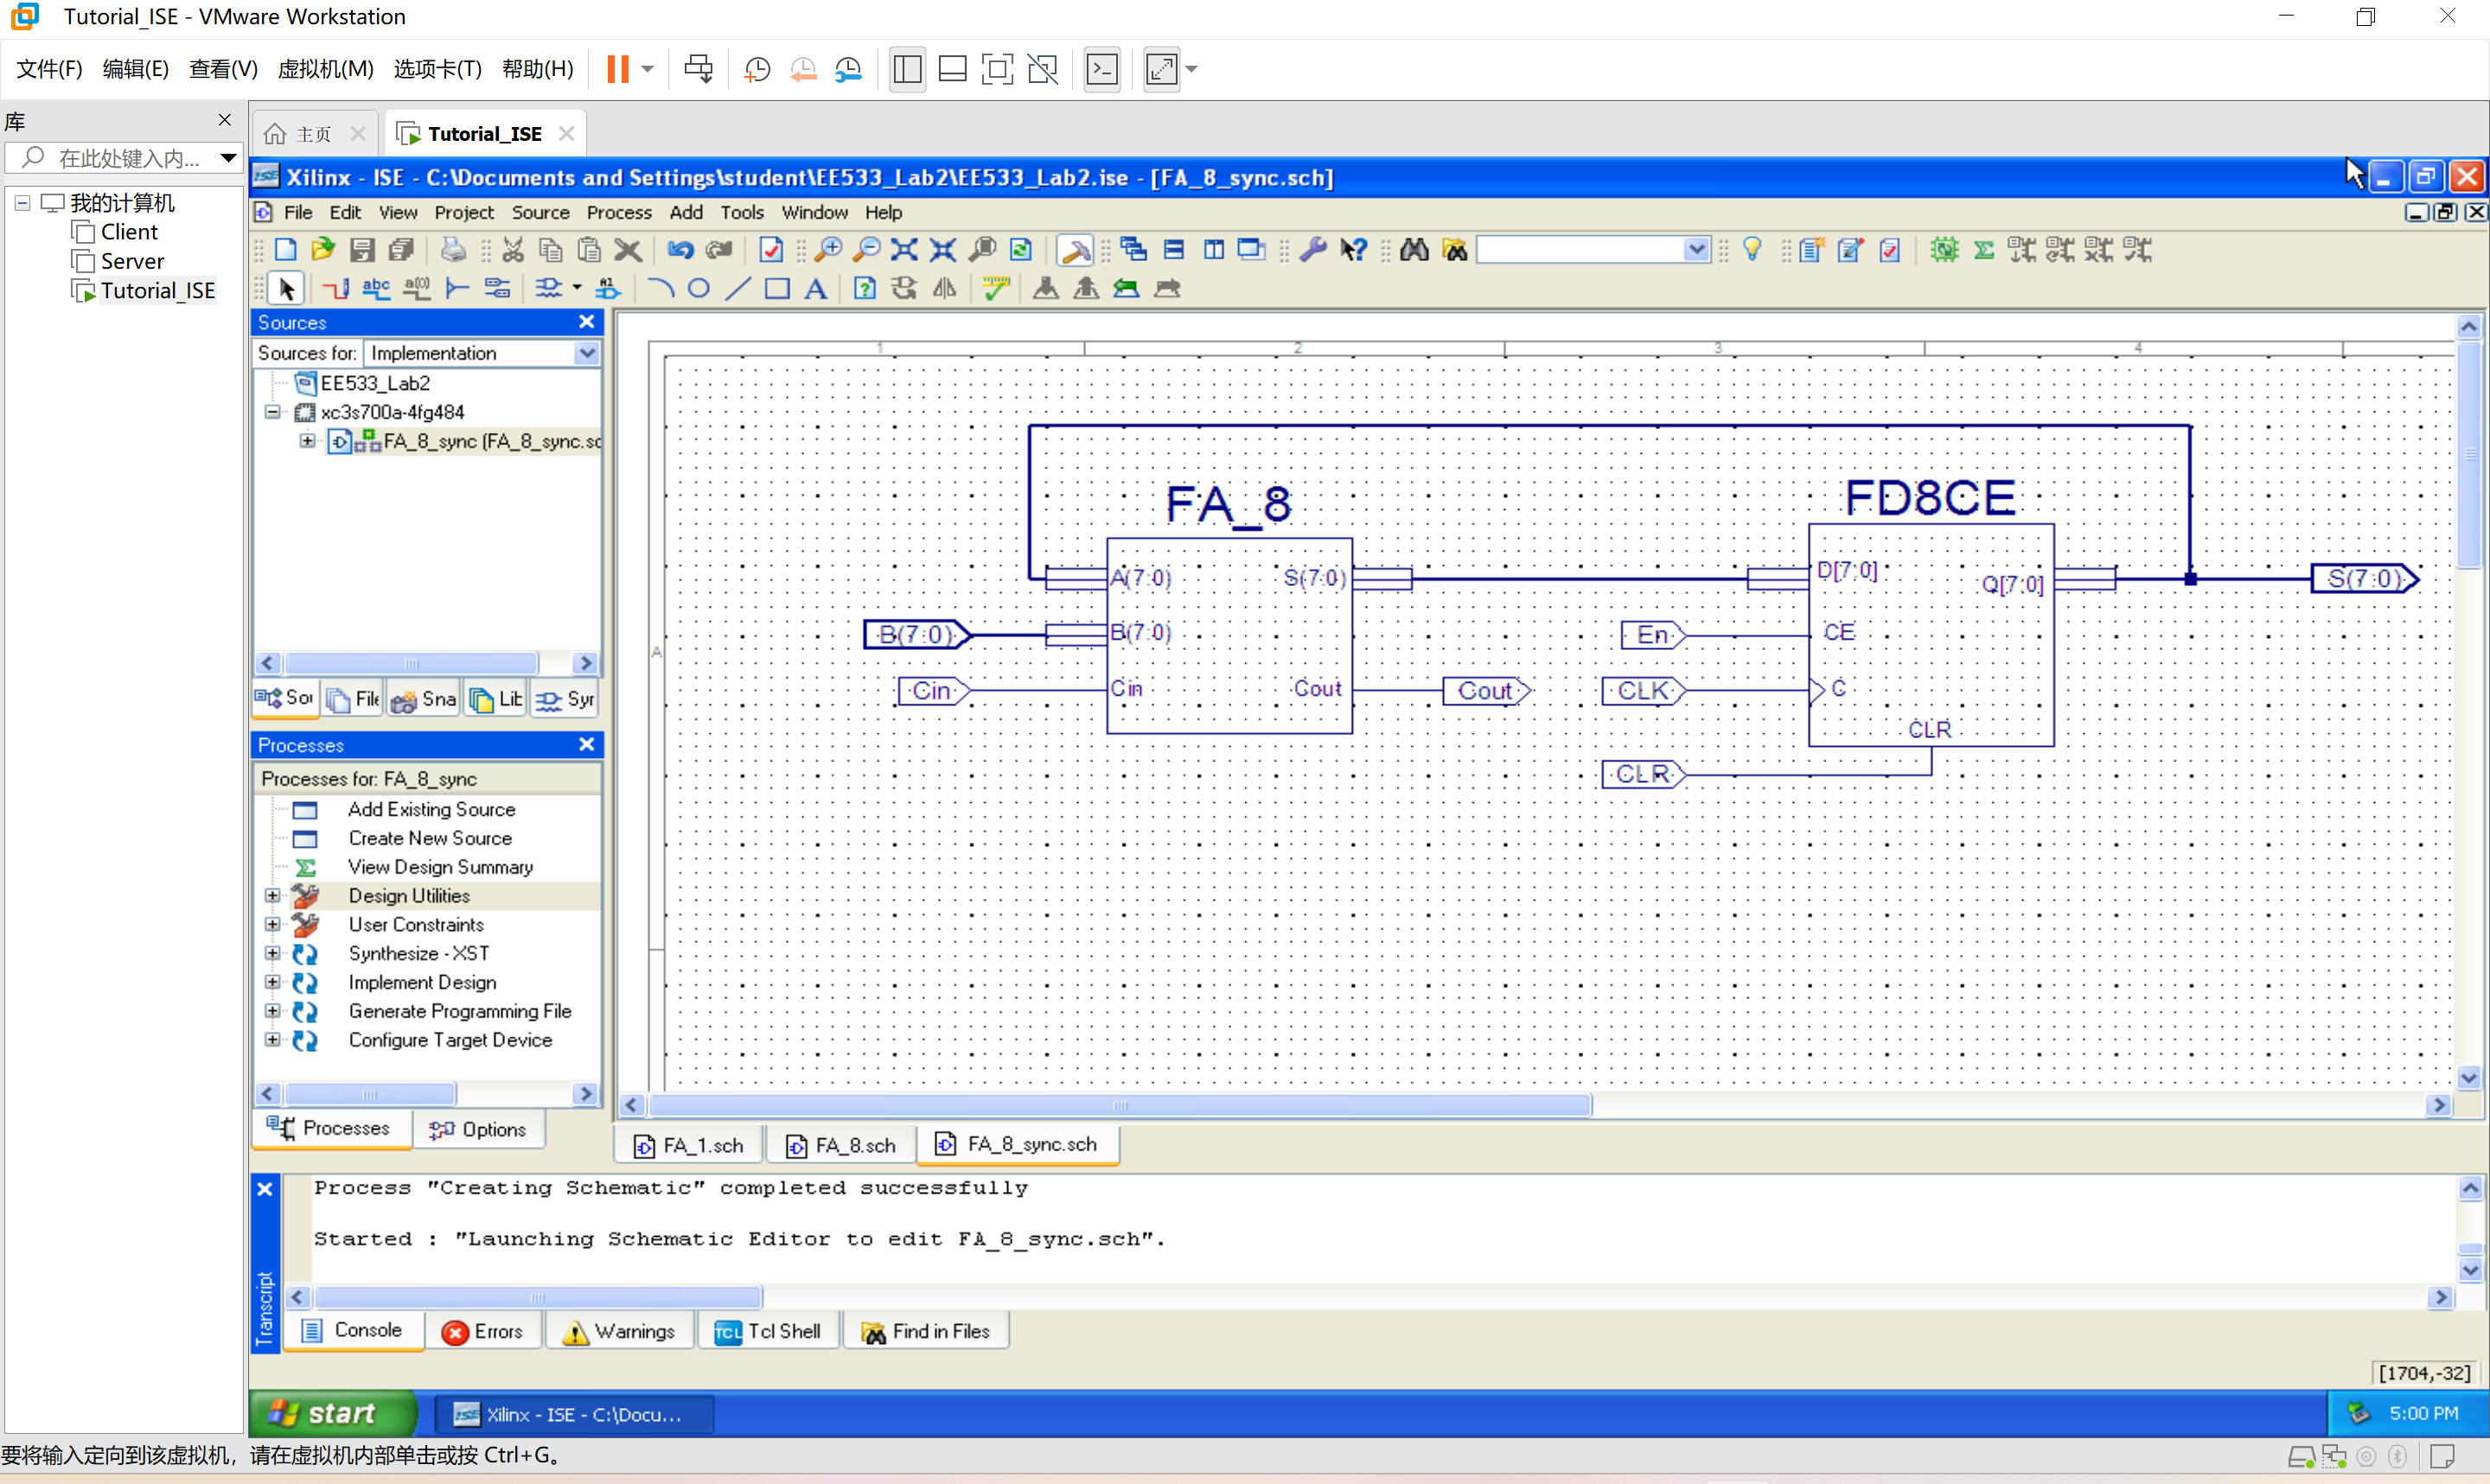 Tutorial_ISE - VMware Workstation
文件(F) 编辑(E) 查看(V) 虚拟机(M) 选项卡(T) 帮助(H)
库
在此处键入内...
我的计算机
Client
Server
Tutorial_ISE
主页 Tutorial_ISE
Xilinx - ISE - C:\Documents and Settings\student\EE533_Lab2\EE533_Lab2.ise - [FA_8_sync.sch]
File Edit View Project Source Process Add Tools Window Help
Sources
Sources for: Implementation
EE533_Lab2
xc3s700a-4fg484
FA_8_sync (FA_8_sync.sc
Sou File Sna Lib Syr
Processes
Processes for: FA_8_sync
Add Existing Source
Create New Source
View Design Summary
Design Utilities
User Constraints
Synthesize - XST
Implement Design
Generate Programming File
Configure Target Device
Processes Options
1 2 3 4
A
FA_8
A(7:0) S(7:0)
B(7:0) B(7:0)
Cin Cin Cout Cout
FD8CE
D[7:0] Q[7:0] S(7:0)
En CE
CLK C
CLR
CLR
FA_1.sch FA_8.sch FA_8_sync.sch
Process "Creating Schematic" completed successfully
Started : "Launching Schematic Editor to edit FA_8_sync.sch".
Transcript
Console Errors Warnings Tcl Shell Find in Files
[1704,-32]
start Xilinx - ISE - C:\Docu... 5:00 PM
要将输入定向到该虚拟机，请在虚拟机内部单击或按 Ctrl+G。